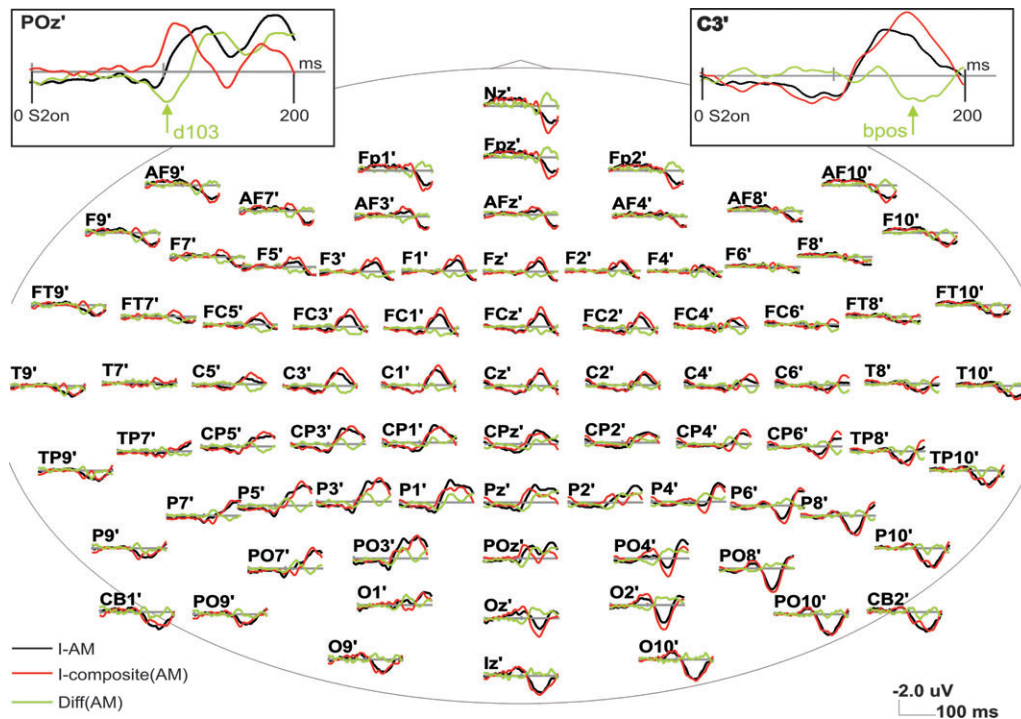 POz'
ms
0 S2on
200
d103
C3'
ms
0 S2on
200
bpos
Nz'
Fp1' Fpz' Fp2'
AF9' AF7' AF3' AFz' AF4' AF8' AF10'
F9' F7' F5' F3' F1' Fz' F2' F4' F6' F8' F10'
FT9' FT7' FC5' FC3' FC1' FCz' FC2' FC4' FC6' FT8' FT10'
T9' T7' C5' C3' C1' Cz' C2' C4' C6' T8' T10'
TP9' TP7' CP5' CP3' CP1' CPz' CP2' CP4' CP6' TP8' TP10'
P9' P7' P5' P3' P1' Pz' P2' P4' P6' P8' P10'
PO7' PO3' POz' PO4' PO8'
CB1' PO9' O1' Oz' O2' PO10' CB2'
O9' Iz' O10'
I-AM
I-composite(AM)
Diff(AM)
-2.0 uV
100 ms